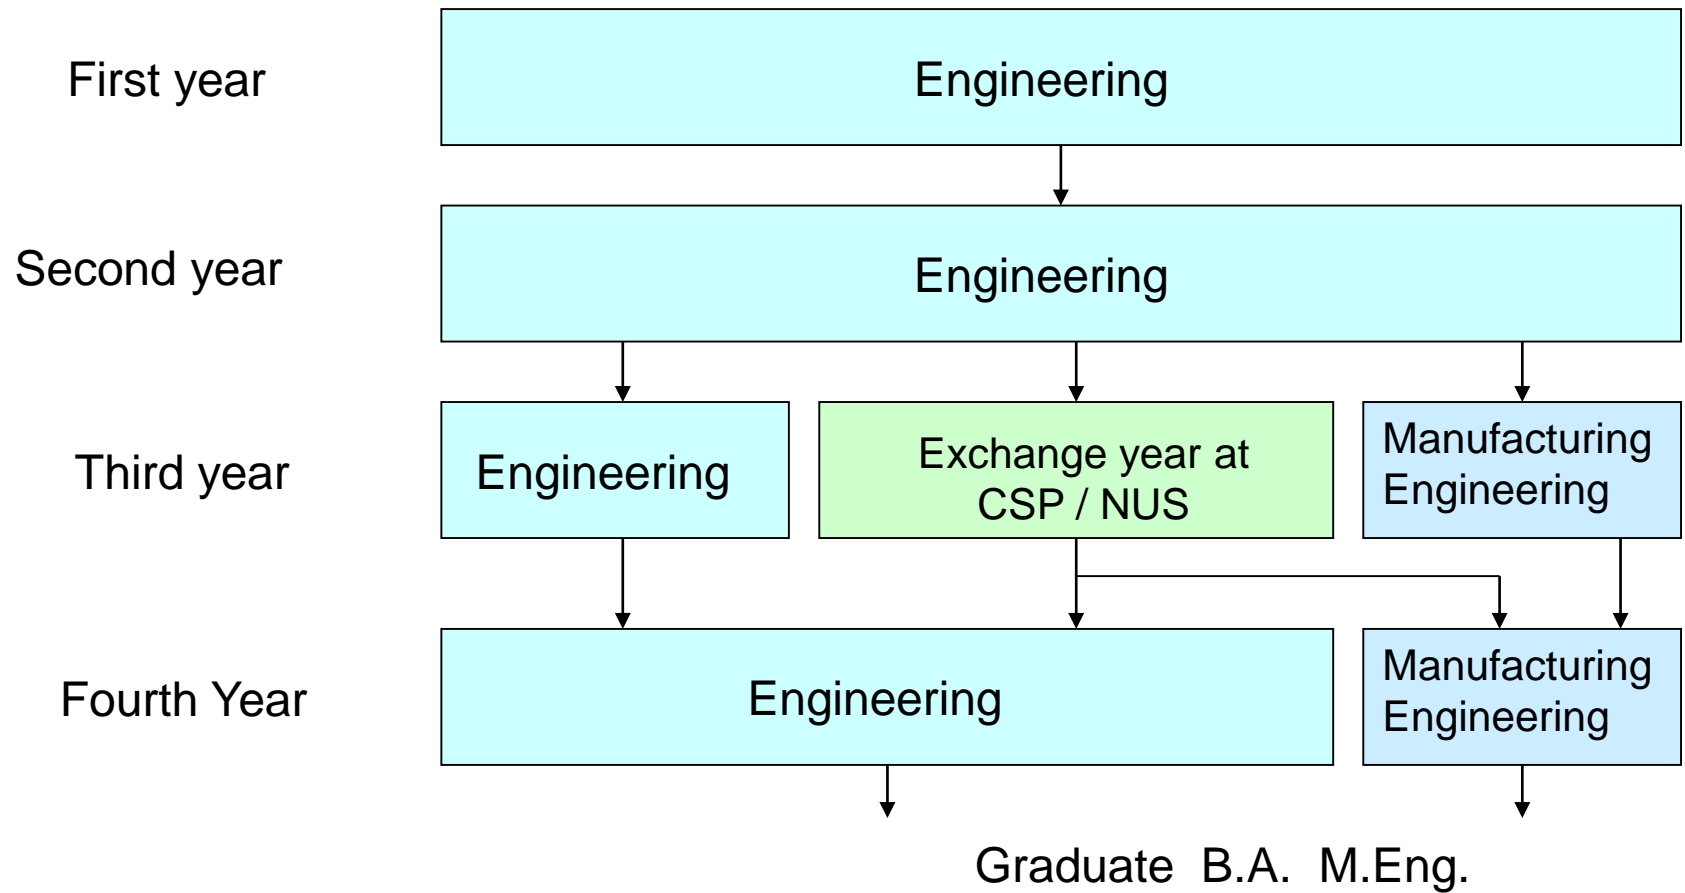 First year
Engineering
Second year
Engineering
Third year
Engineering
Exchange year at
CSP / NUS
Manufacturing
Engineering
Fourth Year
Engineering
Manufacturing
Engineering
Graduate B.A. M.Eng.